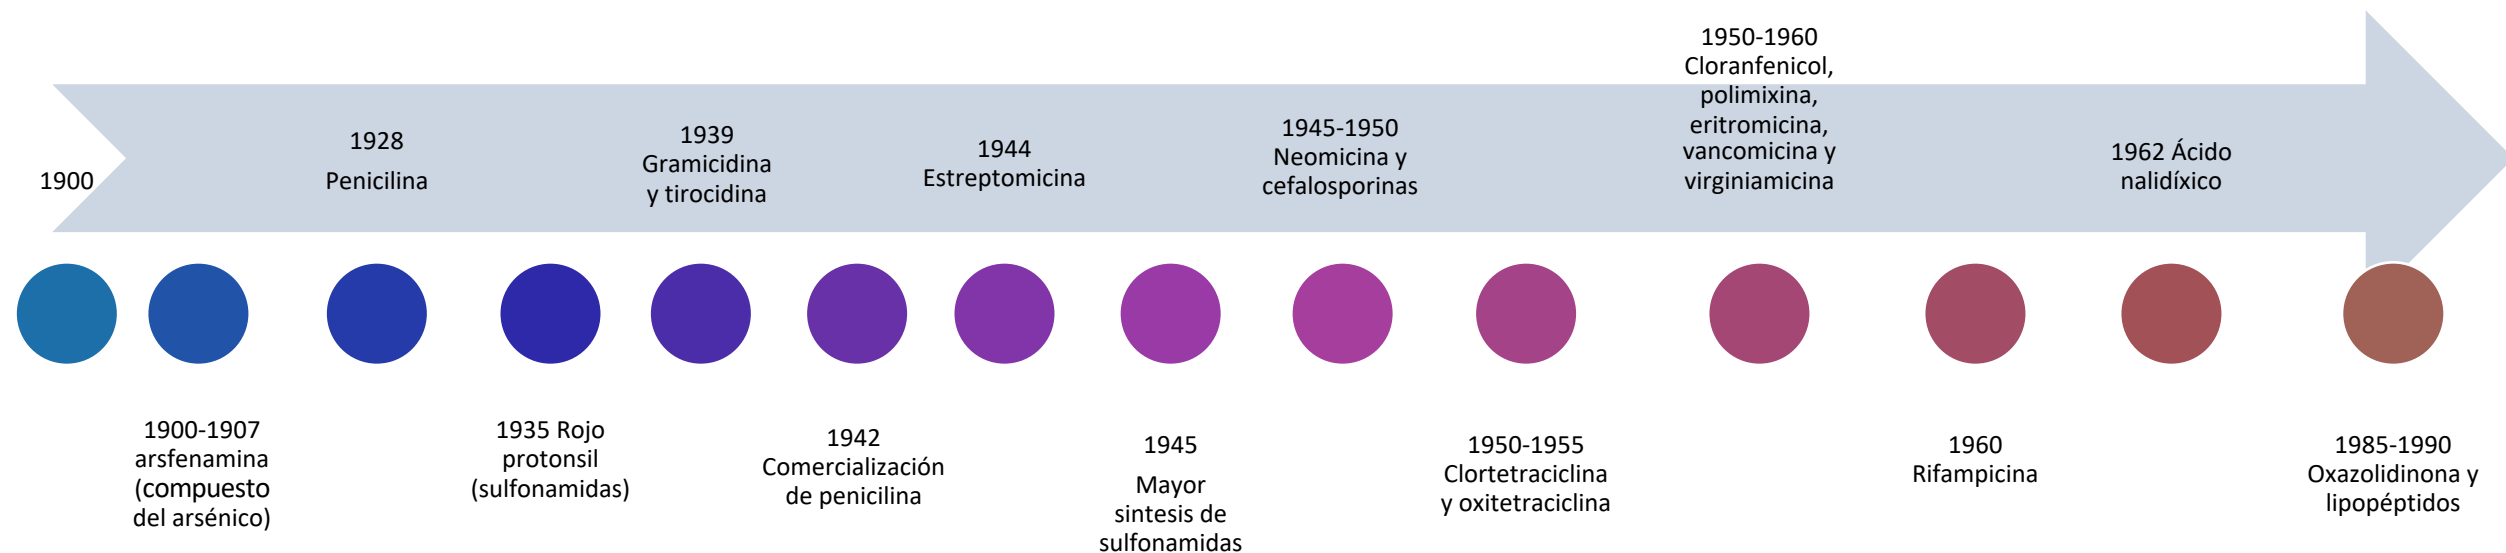 1900
1900-1907
arsfenamina
(compuesto
del arsénico)
1928
Penicilina
1935 Rojo
protonsil
(sulfonamidas)
1939
Gramicidina
y tirocidina
1942
Comercialización
de penicilina
1944
Estreptomicina
1945
Mayor
sintesis de
sulfonamidas
1945-1950
Neomicina y
cefalosporinas
1950-1955
Clortetraciclina
y oxitetraciclina
1950-1960
Cloranfenicol,
polimixina,
eritromicina,
vancomicina y
virginiamicina
1960
Rifampicina
1962 Ácido
nalidíxico
1985-1990
Oxazolidinona y
lipopéptidos